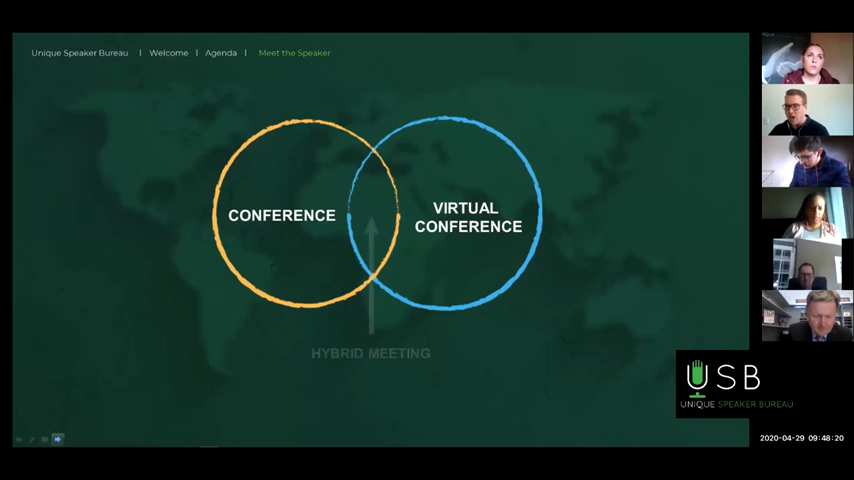 Unique Speaker Bureau | Welcome | Agenda | Meet the Speaker
CONFERENCE
VIRTUAL
CONFERENCE
HYBRID MEETING
USB
UNIQUE SPEAKER BUREAU
2020-04-29 09:48:20